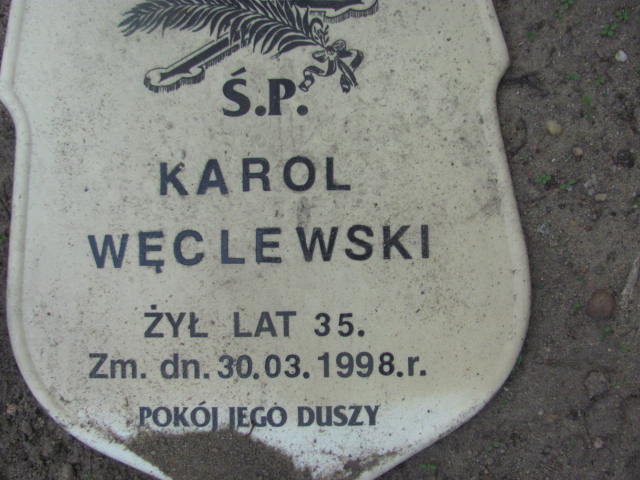 Ś.P.
KAROL
WĘCLEWSKI
ŻYŁ LAT 35.
Zm. dn. 30.03.1998.r.
POKÓJ JEGO DUSZY